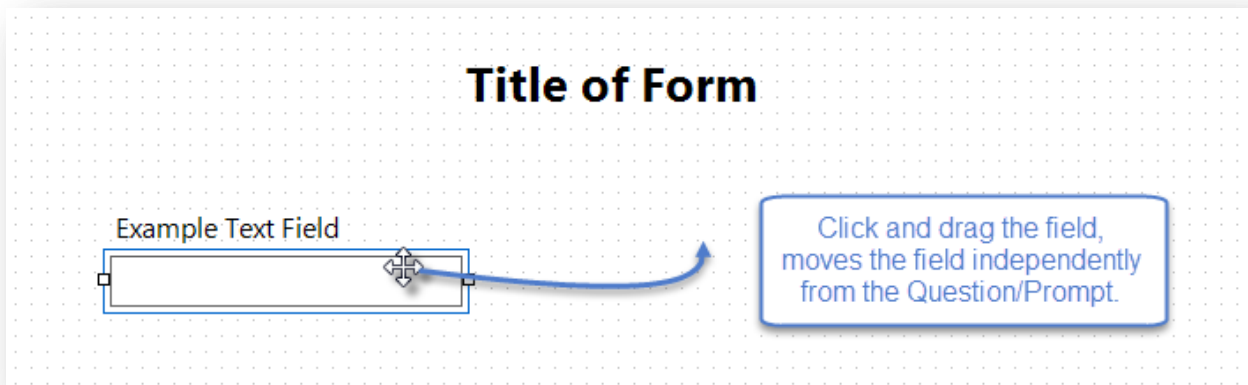 Title of Form
Example Text Field
Click and drag the field,
moves the field independently
from the Question/Prompt.